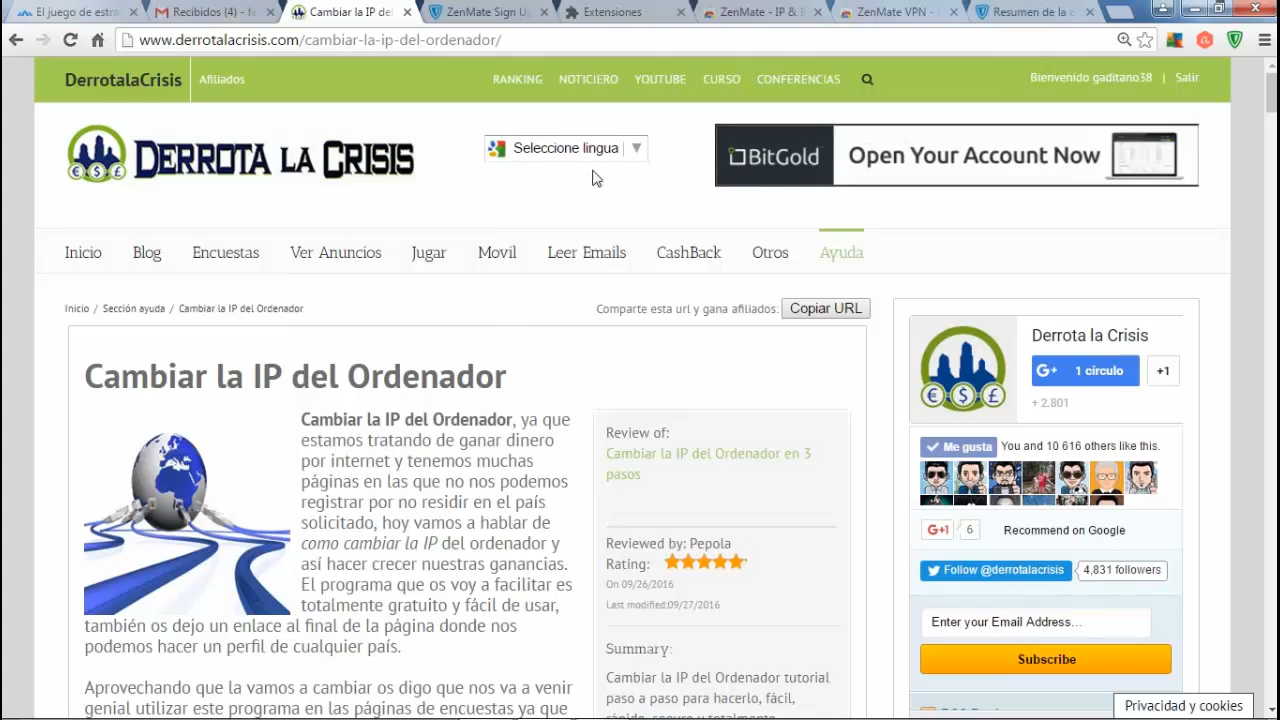 El juego de estra
Recibidos (4) - fa
Cambiar la IP del
ZenMate Sign Up
Extensiones
ZenMate - IP & B
ZenMate VPN - I
Resumen de la c
www.derrotalacrisis.com/cambiar-la-ip-del-ordenador/
DerrotalaCrisis Afiliados RANKING NOTICIERO YOUTUBE CURSO CONFERENCIAS Bienvenido gaditano38 | Salir
DERROTA LA CRISIS
€ $ £
Seleccione lingua ▼
BitGold Open Your Account Now
Inicio Blog Encuestas Ver Anuncios Jugar Movil Leer Emails CashBack Otros Ayuda
Inicio / Sección ayuda / Cambiar la IP del Ordenador
Comparte esta url y gana afiliados: Copiar URL
Cambiar la IP del Ordenador
Cambiar la IP del Ordenador, ya que
estamos tratando de ganar dinero
por internet y tenemos muchas
páginas en las que no nos podemos
registrar por no residir en el país
solicitado, hoy vamos a hablar de
como cambiar la IP del ordenador y
así hacer crecer nuestras ganancias.
El programa que os voy a facilitar es
totalmente gratuito y fácil de usar,
también os dejo un enlace al final de la página donde nos
podemos hacer un perfil de cualquier país.
Aprovechando que la vamos a cambiar os digo que nos va a venir
genial utilizar este programa en las páginas de encuestas ya que
Review of:
Cambiar la IP del Ordenador en 3
pasos
Reviewed by: Pepola
Rating:
On 09/26/2016
Last modified:09/27/2016
Summary:
Cambiar la IP del Ordenador tutorial
paso a paso para hacerlo, fácil,
rápido, seguro y totalmente
€ $ £
Derrota la Crisis
G+ 1 círculo +1
+ 2.801
Me gusta You and 10 616 others like this.
G+1 6 Recommend on Google
Follow @derrotalacrisis 4,831 followers
Enter your Email Address...
Subscribe
Privacidad y cookies